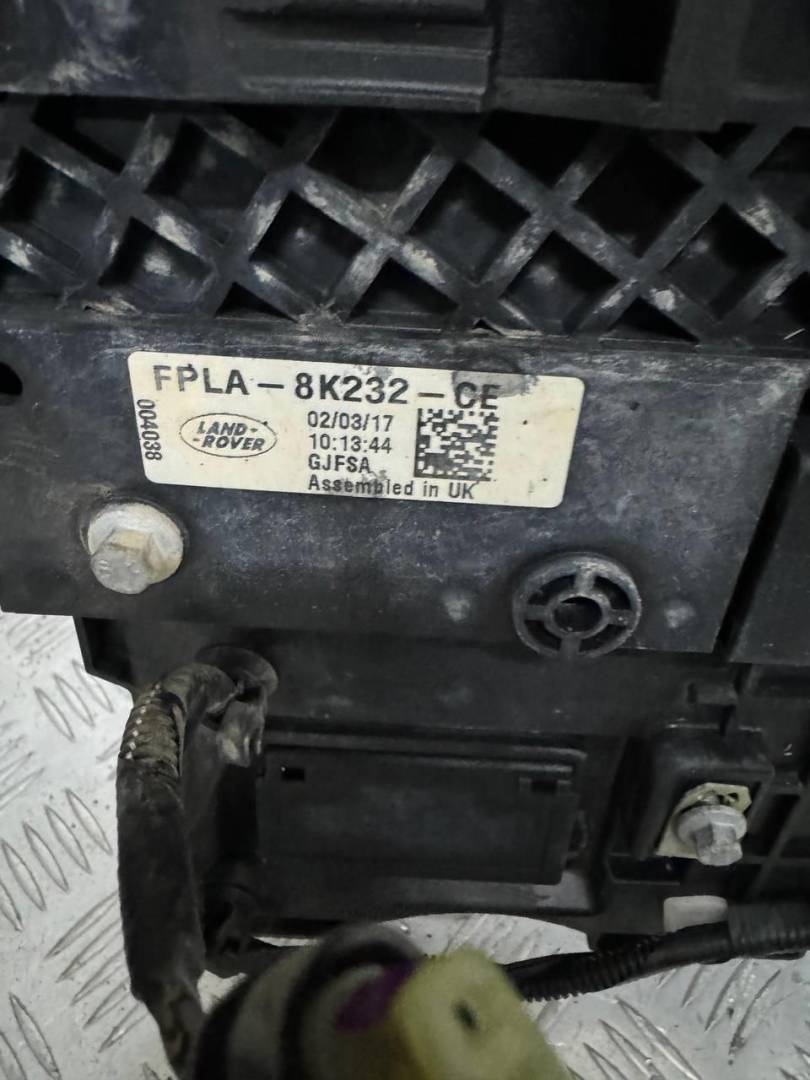 FPLA-8K232-CE
004038
LAND-
-ROVER
02/03/17
10:13:44
GJFSA
Assembled in UK